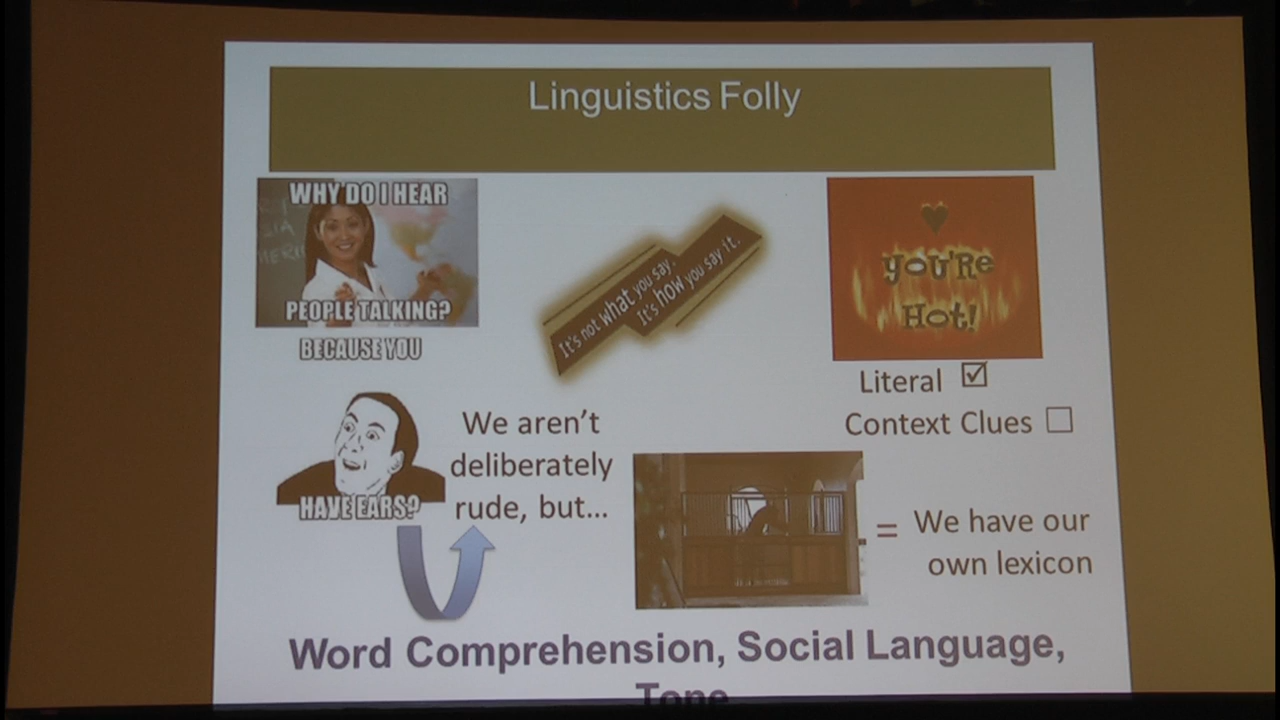 Linguistics Folly
WHY DO I HEAR
PEOPLE TALKING?
BECAUSE YOU
HAVE EARS?
It's not what you say.
It's how you say it.
YOU'Re
Hot!
Literal
Context Clues
We aren't
deliberately
rude, but...
= We have our
own lexicon
Word Comprehension, Social Language,
Tone